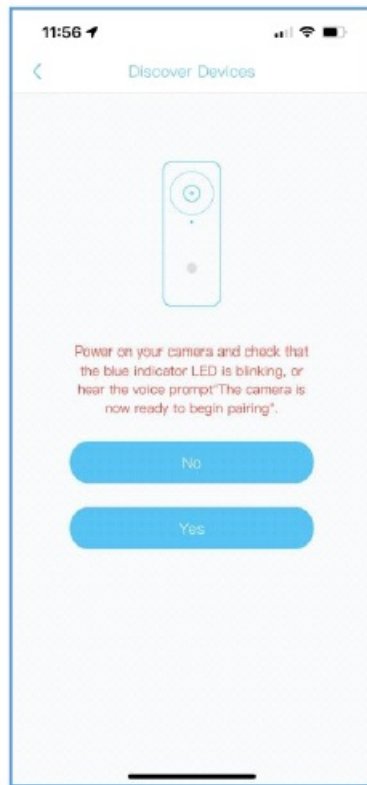 11:56
Discover Devices
Power on your camera and check that
the blue indicator LED is blinking, or
hear the voice prompt"The camera is
now ready to begin pairing".
No
Yes